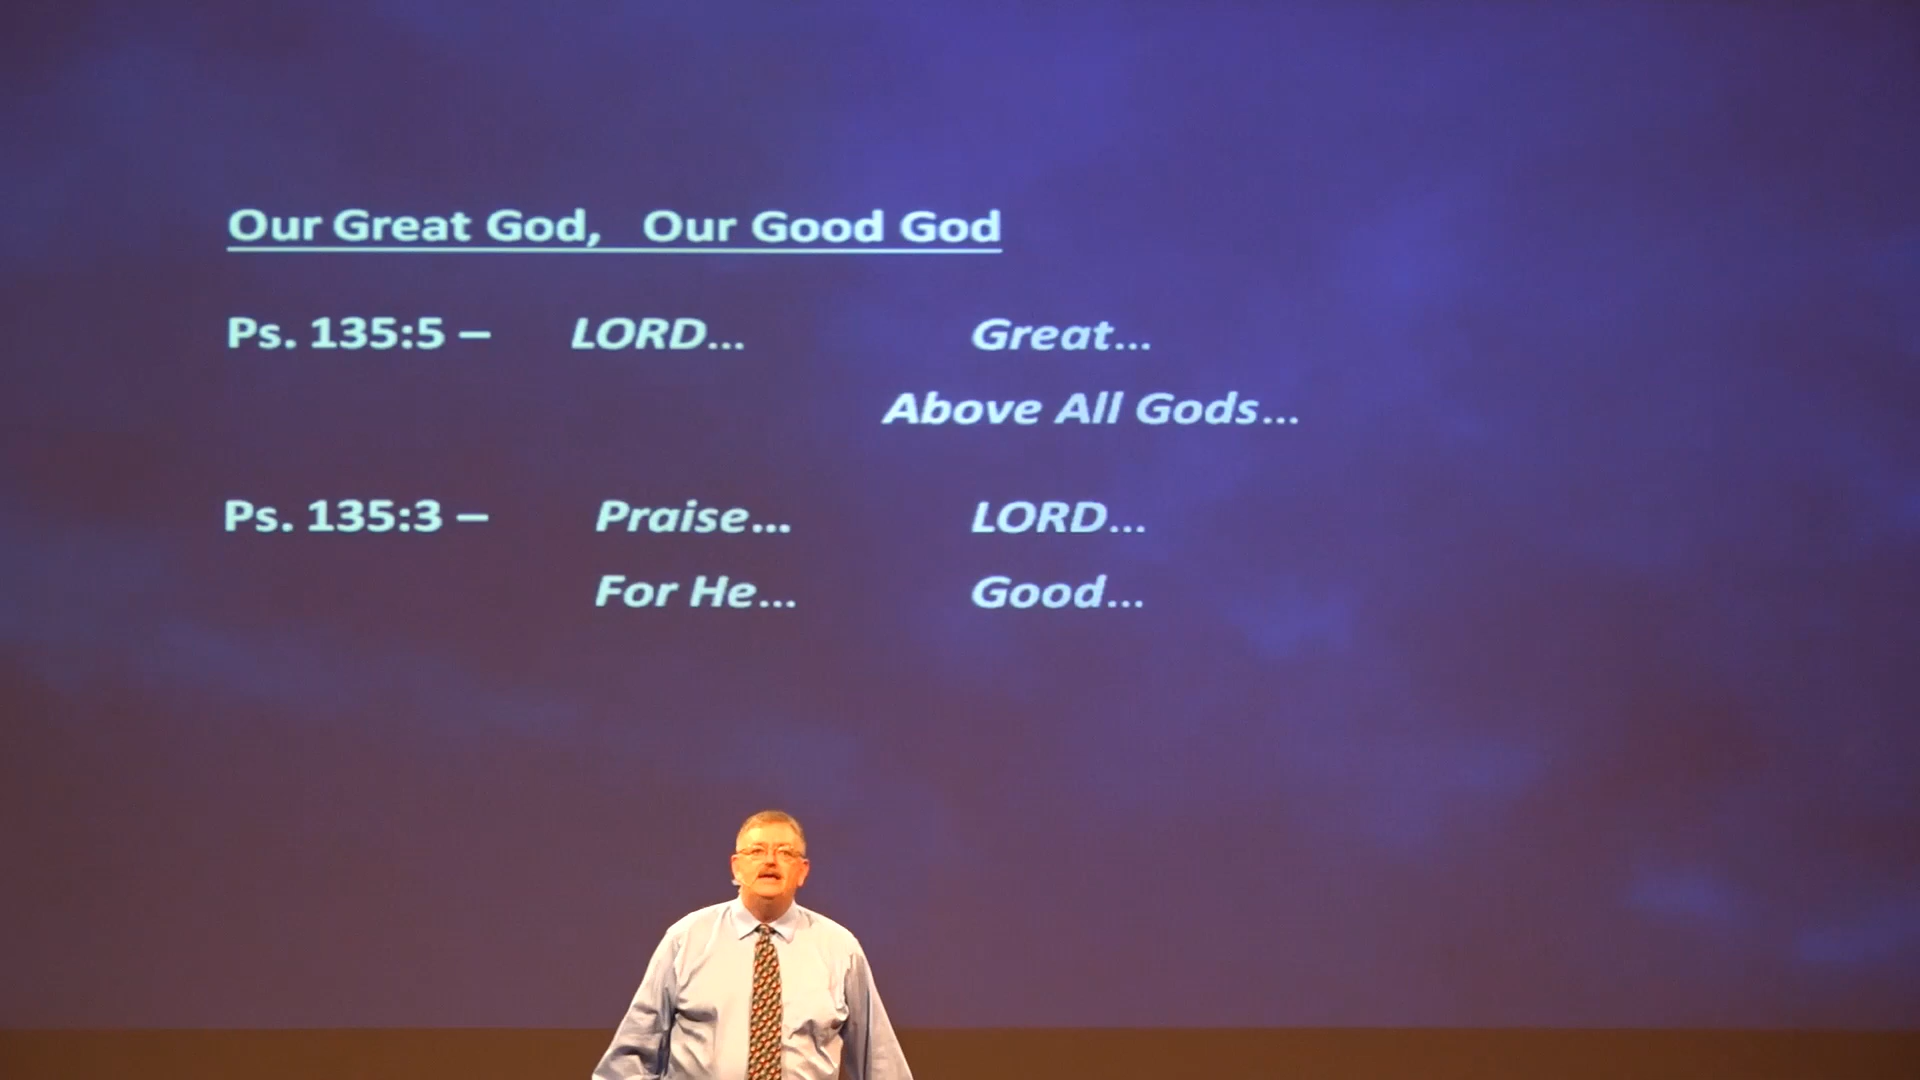 Our Great God, Our Good God
Ps. 135:5 – LORD... Great...
Above All Gods...
Ps. 135:3 – Praise... LORD...
For He... Good...